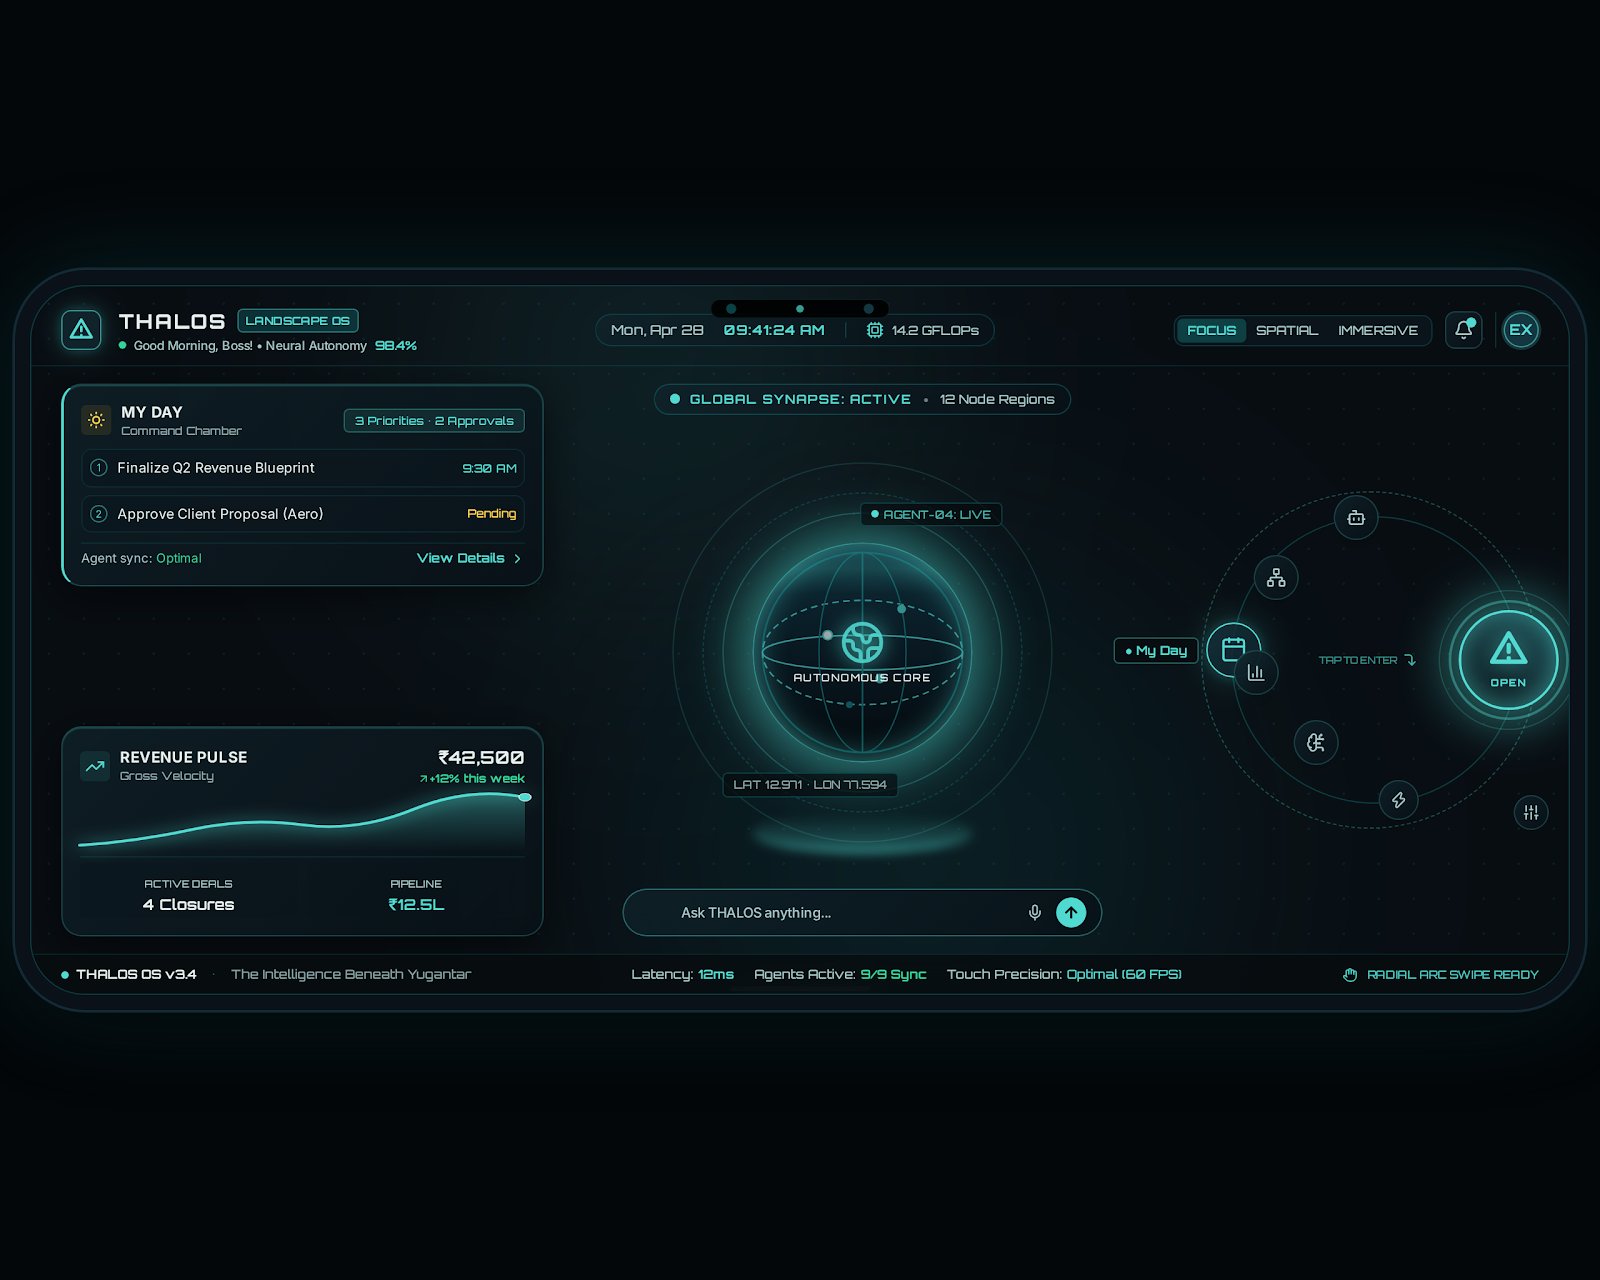 THALOS LANDSCAPE OS
Good Morning, Boss! • Neural Autonomy 98.4%
Mon, Apr 28 09:41:24 AM 14.2 GFLOPs
FOCUS SPATIAL IMMERSIVE
EX
MY DAY
Command Chamber
3 Priorities · 2 Approvals
1 Finalize Q2 Revenue Blueprint 9:30 AM
2 Approve Client Proposal (Aero) Pending
Agent sync: Optimal View Details
REVENUE PULSE
Gross Velocity
₹42,500
+12% this week
ACTIVE DEALS
4 Closures
PIPELINE
₹12.5L
GLOBAL SYNAPSE: ACTIVE • 12 Node Regions
AGENT-04: LIVE
AUTONOMOUS CORE
LAT 12.971 · LON 77.594
Ask THALOS anything...
My Day
TAP TO ENTER
OPEN
THALOS OS v3.4 · The Intelligence Beneath Yugantar
Latency: 12ms Agents Active: 9/9 Sync Touch Precision: Optimal (60 FPS)
RADIAL ARC SWIPE READY